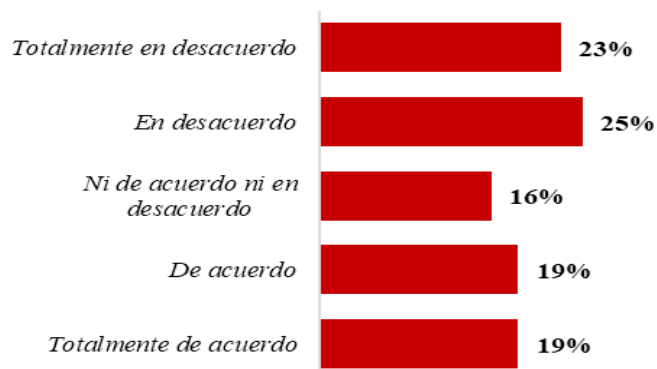 Totalmente en desacuerdo 23%
En desacuerdo 25%
Ni de acuerdo ni en
desacuerdo 16%
De acuerdo 19%
Totalmente de acuerdo 19%